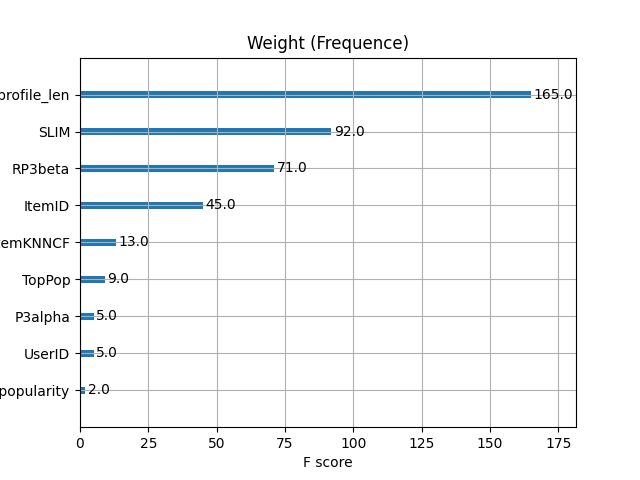 Weight (Frequence)
profile_len 165.0
SLIM 92.0
RP3beta 71.0
ItemID 45.0
emKNNCF 13.0
TopPop 9.0
P3alpha 5.0
UserID 5.0
popularity 2.0
0 25 50 75 100 125 150 175
F score